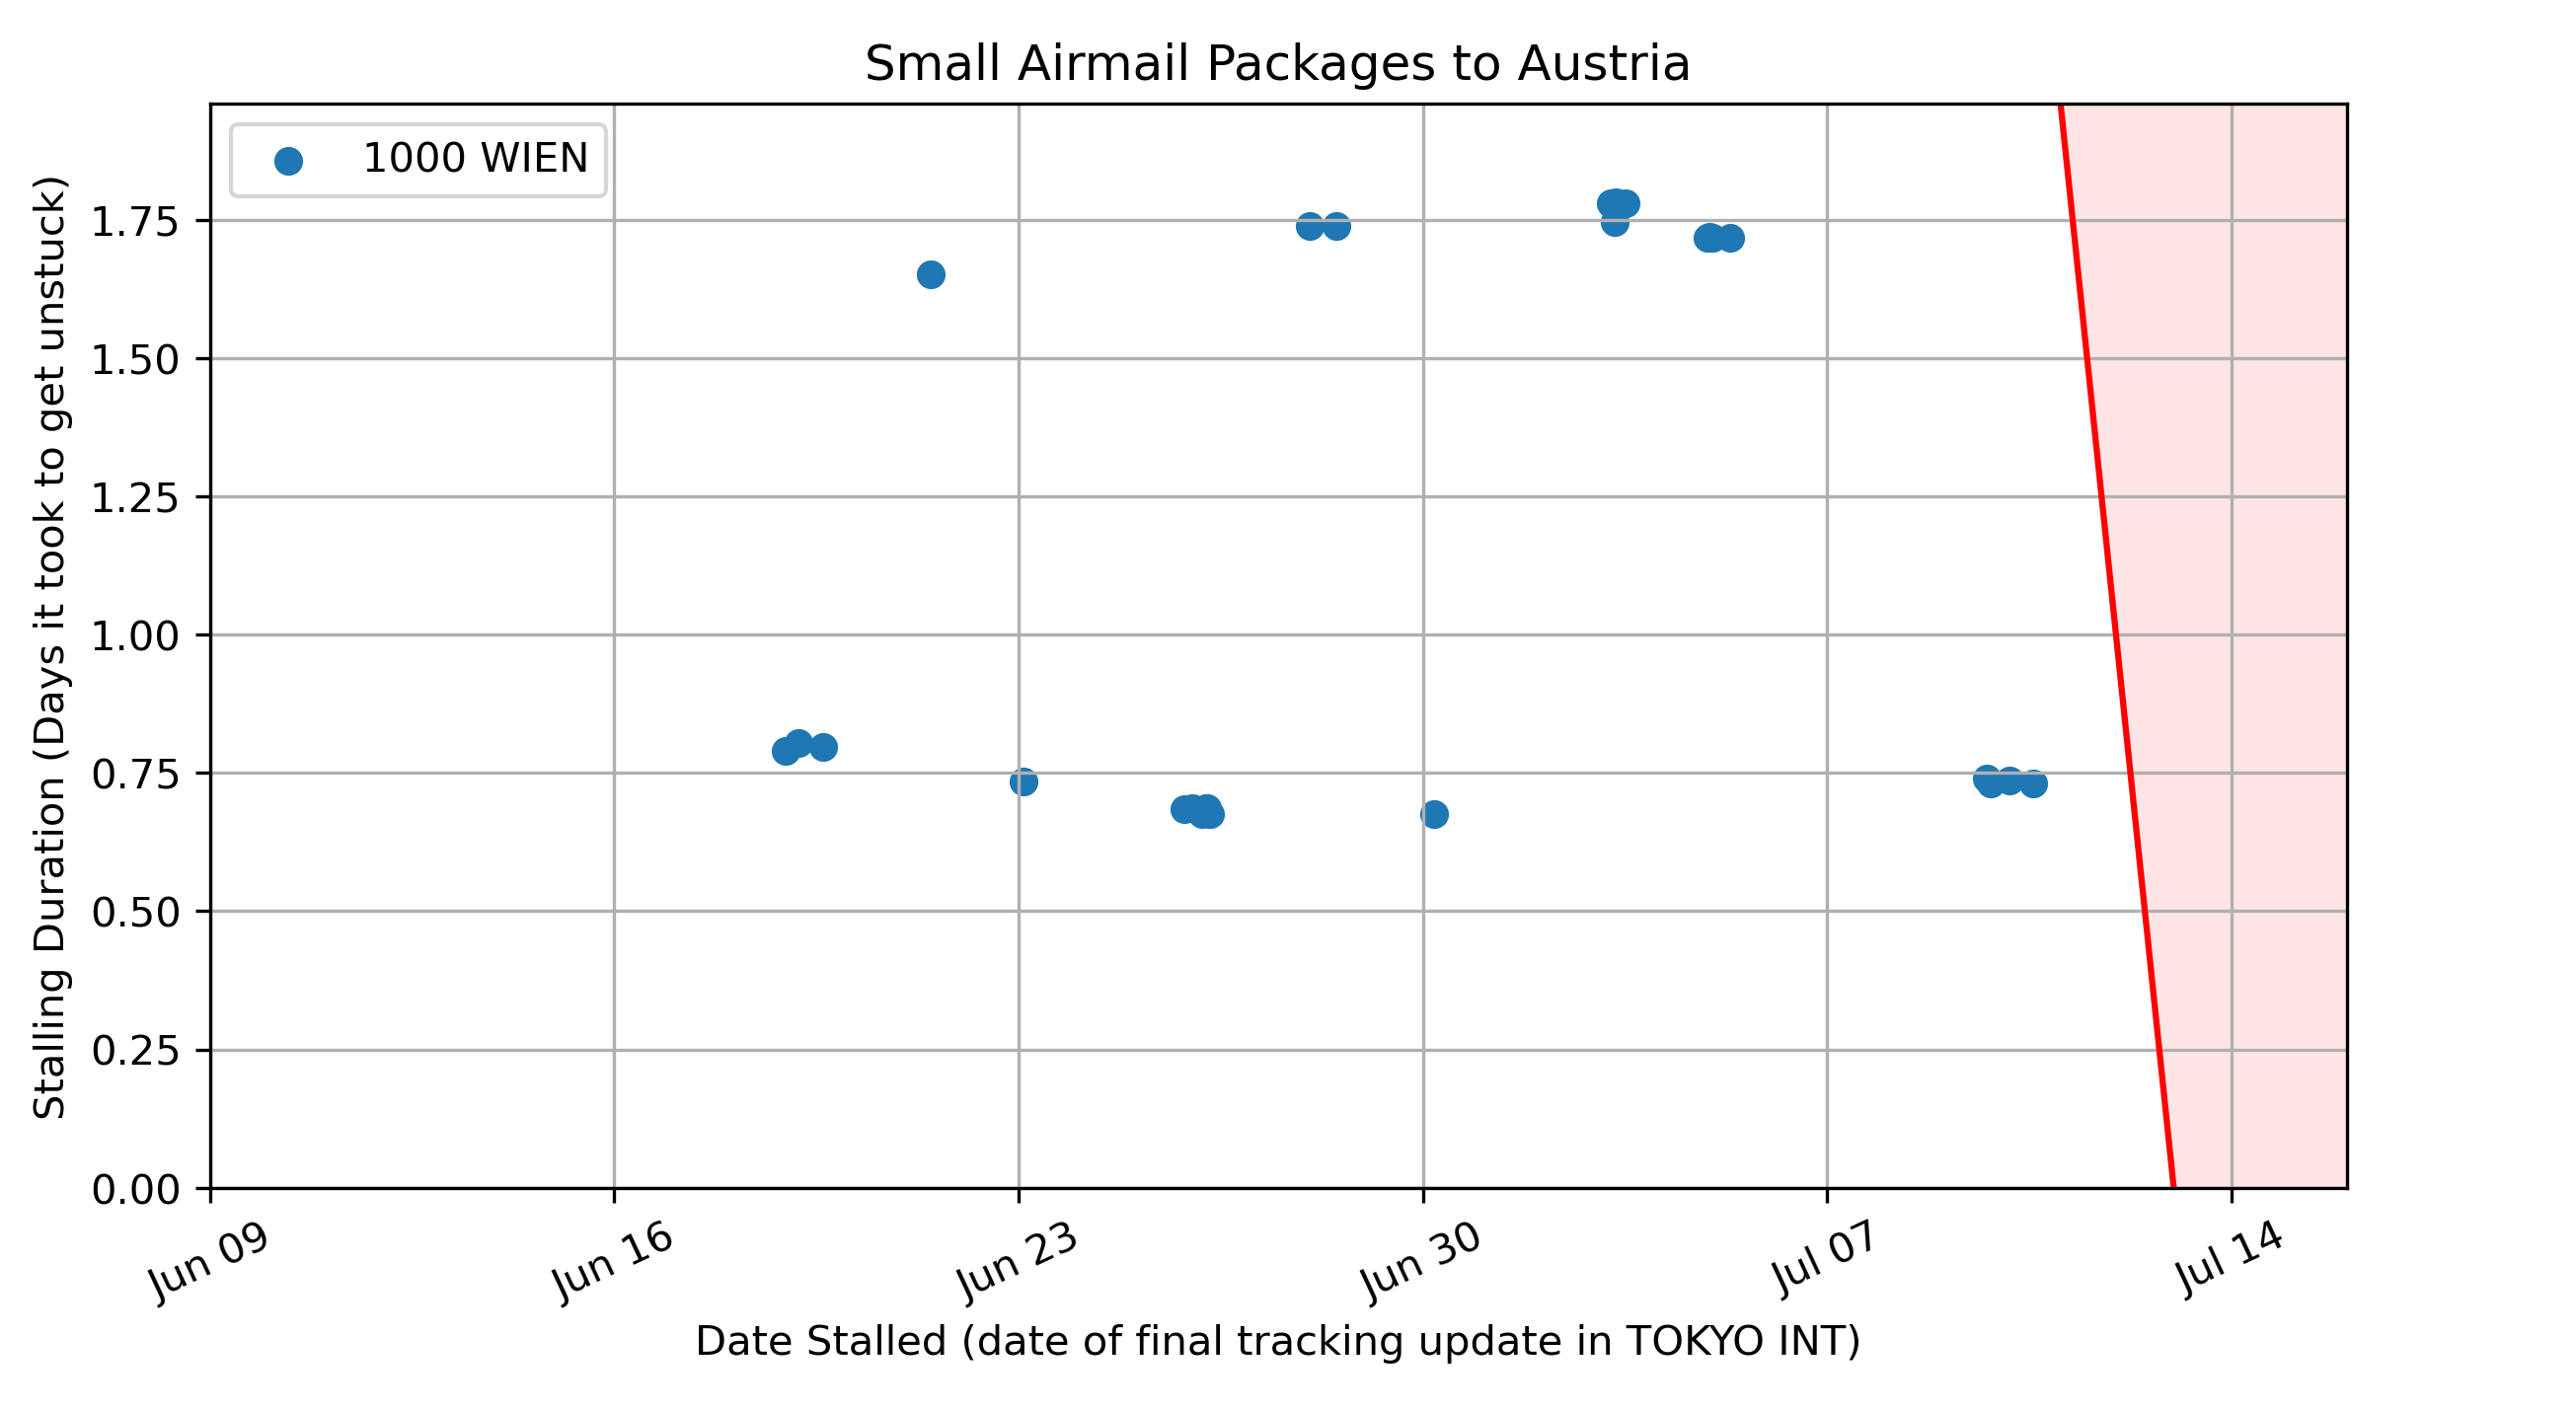 Small Airmail Packages to Austria
1000 WIEN
Stalling Duration (Days it took to get unstuck)
1.75
1.50
1.25
1.00
0.75
0.50
0.25
0.00
Jun 09
Jun 16
Jun 23
Jun 30
Jul 07
Jul 14
Date Stalled (date of final tracking update in TOKYO INT)